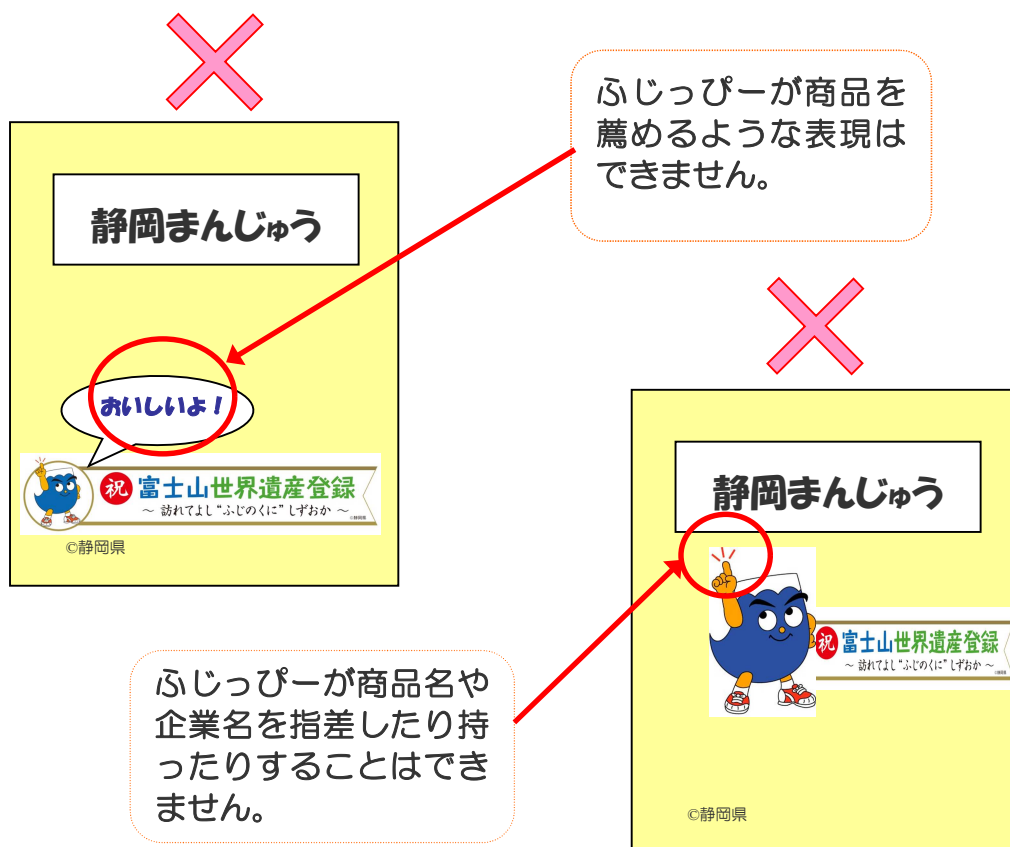 ふじっぴーが商品を
薦めるような表現は
できません。
静岡まんじゅう
おいしいよ！
祝 富士山世界遺産登録
～ 訪れてよし“ふじのくに”しずおか ～
©静岡県
©静岡県
静岡まんじゅう
祝 富士山世界遺産登録
～ 訪れてよし“ふじのくに”しずおか ～
©静岡県
©静岡県
ふじっぴーが商品名や
企業名を指差したり持
ったりすることはでき
ません。